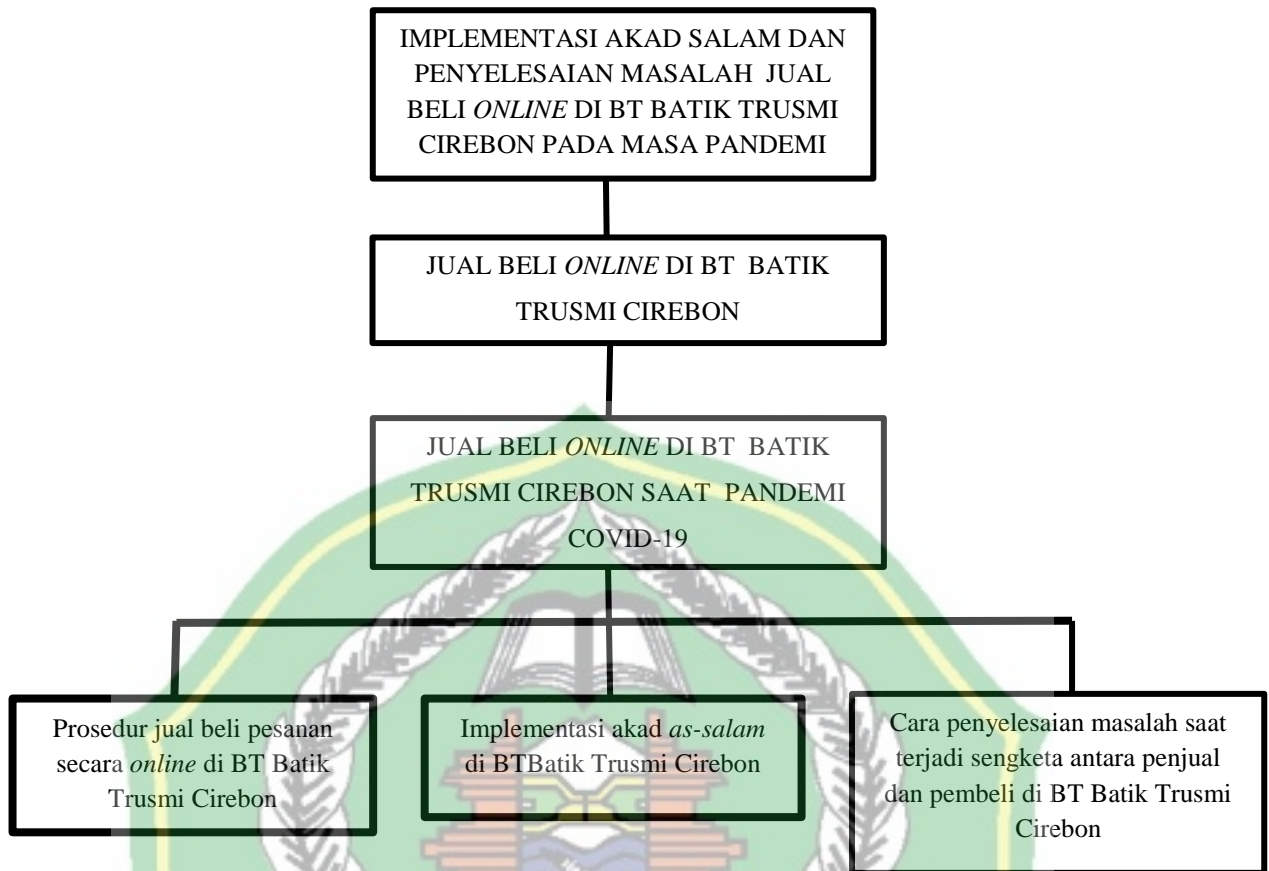 IMPLEMENTASI AKAD SALAM DAN
PENYELESAIAN MASALAH JUAL
BELI ONLINE DI BT BATIK TRUSMI
CIREBON PADA MASA PANDEMI
JUAL BELI ONLINE DI BT BATIK
TRUSMI CIREBON
JUAL BELI ONLINE DI BT BATIK
TRUSMI CIREBON SAAT PANDEMI
COVID-19
Prosedur jual beli pesanan
secara online di BT Batik
Trusmi Cirebon
Implementasi akad as-salam
di BTBatik Trusmi Cirebon
Cara penyelesaian masalah saat
terjadi sengketa antara penjual
dan pembeli di BT Batik Trusmi
Cirebon